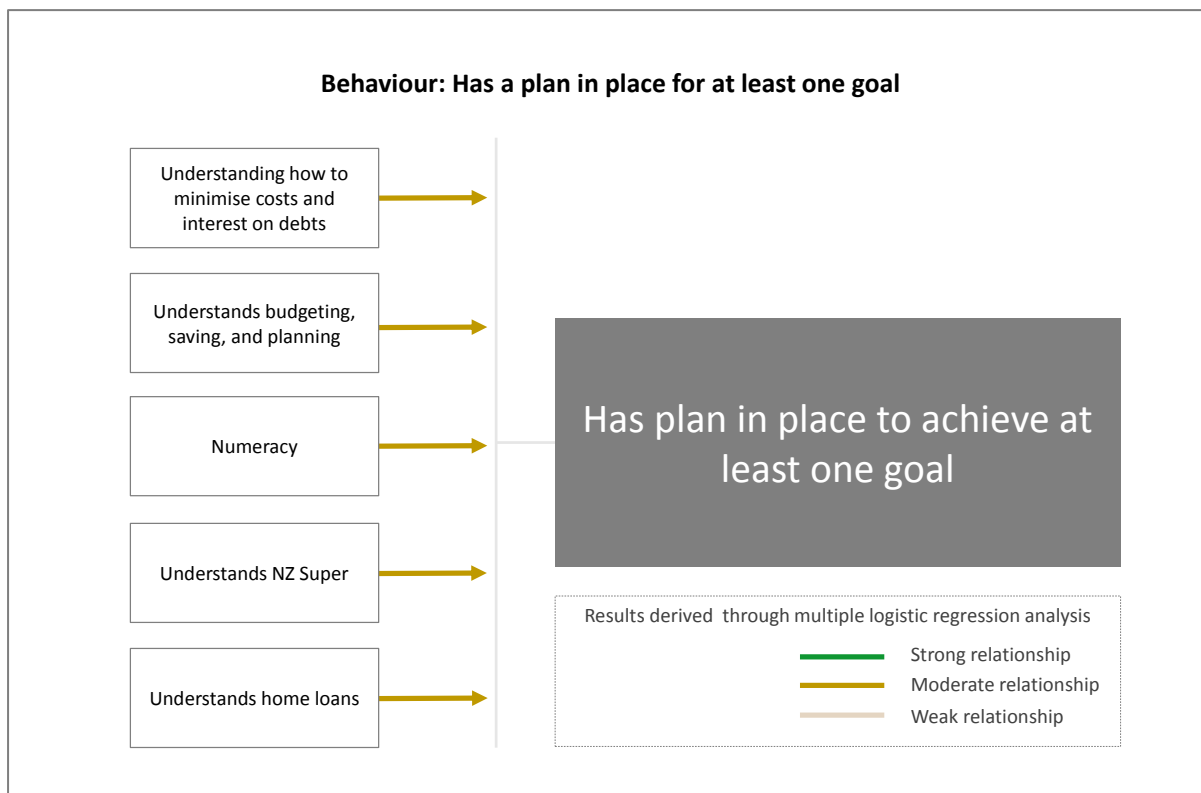 Behaviour: Has a plan in place for at least one goal
Understanding how to
minimise costs and
interest on debts
Understands budgeting,
saving, and planning
Numeracy
Understands NZ Super
Understands home loans
Has plan in place to achieve at
least one goal
Results derived through multiple logistic regression analysis
Strong relationship
Moderate relationship
Weak relationship